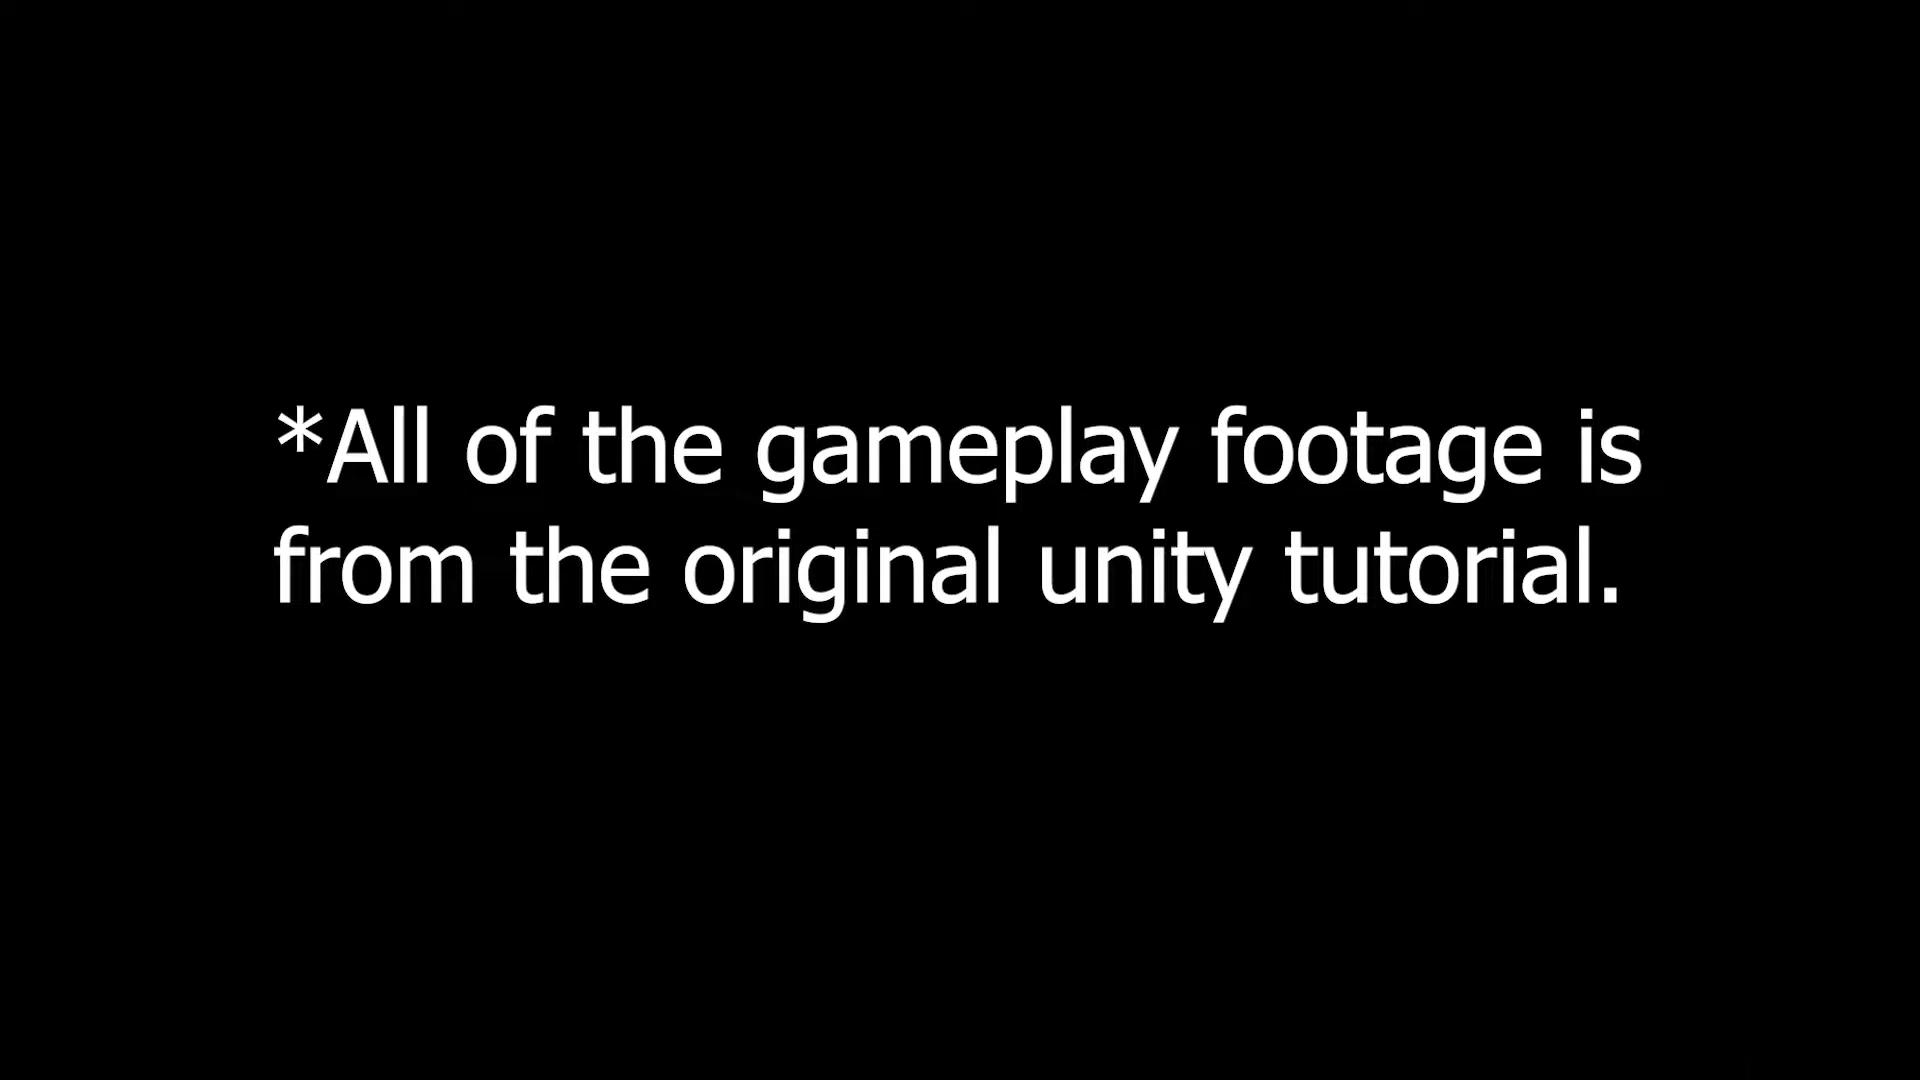 *All of the gameplay footage is
from the original unity tutorial.